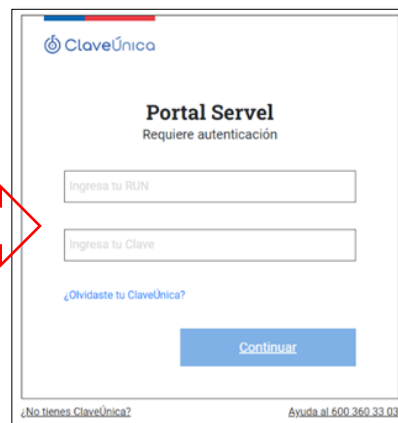 ClaveÚnica
Portal Servel
Requiere autenticación
Ingresa tu RUN
Ingresa tu Clave
¿Olvidaste tu ClaveÚnica?
Continuar
¿No tienes ClaveÚnica? Ayuda al 600 360 33 03